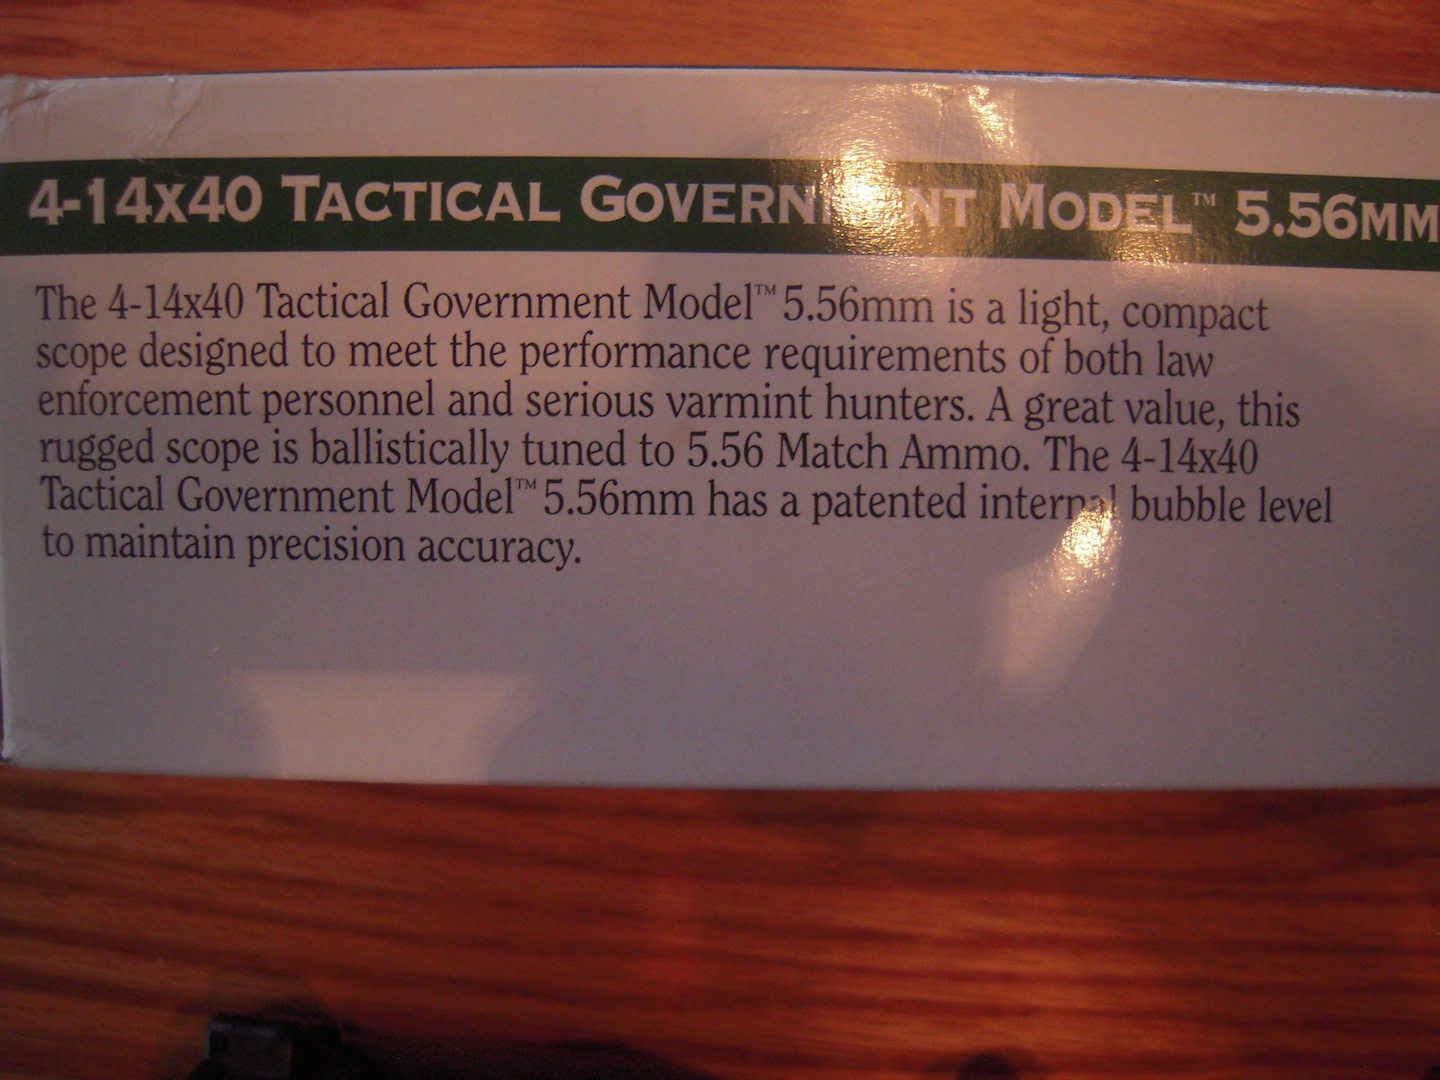 4-14x40 TACTICAL GOVERNMENT MODEL™ 5.56MM
The 4-14x40 Tactical Government Model™ 5.56mm is a light, compact
scope designed to meet the performance requirements of both law
enforcement personnel and serious varmint hunters. A great value, this
rugged scope is ballistically tuned to 5.56 Match Ammo. The 4-14x40
Tactical Government Model™ 5.56mm has a patented internal bubble level
to maintain precision accuracy.